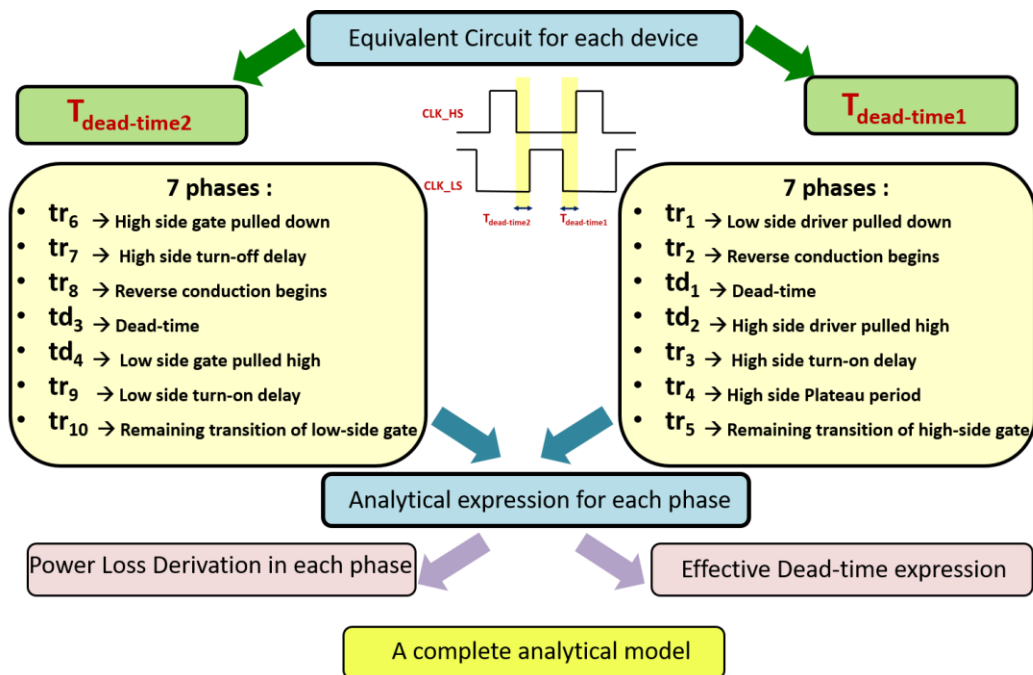 Equivalent Circuit for each device
T dead-time2
T dead-time1
CLK_HS
CLK_LS
T dead-time2
T dead-time1
7 phases :
• tr6 → High side gate pulled down
• tr7 → High side turn-off delay
• tr8 → Reverse conduction begins
• td3 → Dead-time
• td4 → Low side gate pulled high
• tr9 → Low side turn-on delay
• tr10 → Remaining transition of low-side gate
7 phases :
• tr1 → Low side driver pulled down
• tr2 → Reverse conduction begins
• td1 → Dead-time
• td2 → High side driver pulled high
• tr3 → High side turn-on delay
• tr4 → High side Plateau period
• tr5 → Remaining transition of high-side gate
Analytical expression for each phase
Power Loss Derivation in each phase
Effective Dead-time expression
A complete analytical model